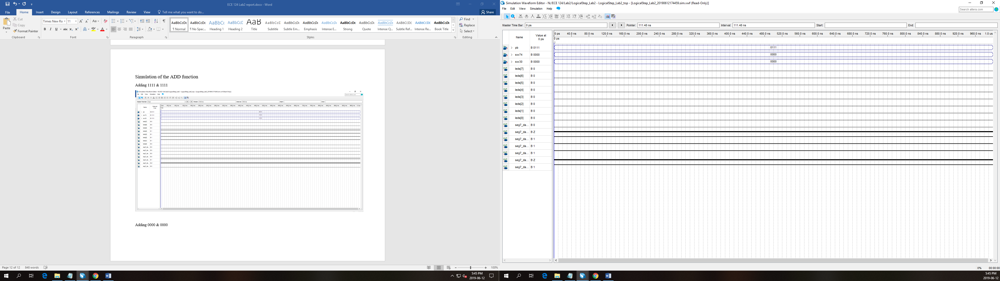 ECE 124 Lab2 report.docx - Word
File Home Insert Design Layout References Mailings Review View Tell me what you want to do... Share
Paste Cut Copy Format Painter
Times New Ro 11
AaBbCcDc AaBbCcDc AaBbCc AaBbCcC AaB AaBbCcC AaBbCcDc AaBbCcDc AaBbCcDc AaBbCcDc AaBbCcDc AaBbCcDc AABBCCDC AABBCCDC AaBbCcDc
¶ Normal ¶ No Spac... Heading 1 Heading 2 Title Subtitle Subtle Em... Emphasis Intense E... Strong Quote Intense Q... Subtle Ref... Intense Re... Book Title
Find
Replace
Select
Clipboard Font Paragraph Styles Editing
Simulation of the ADD function
Adding 1111 & 1111
Adding 0000 & 0000
Page 12 of 12 848 words 100%
5:45 PM
2019-06-12
Simulation Waveform Editor - N:/ECE 124/Lab2/LogicalStep_Lab2 - LogicalStep_Lab2_top - [LogicalStep_Lab2_20190612174459.sim.vwf (Read-Only)]
File Edit View Simulation Help Search altera.com
Master Time Bar: 0 ps Pointer: 111.48 ns Interval: 111.48 ns Start: End:
Name Value at 0 ps
0 ps 40.0 ns 80.0 ns 120.0 ns 160.0 ns 200.0 ns 240.0 ns 280.0 ns 320.0 ns 360.0 ns 400.0 ns 440.0 ns 480.0 ns 520.0 ns 560.0 ns 600.0 ns 640.0 ns 680.0 ns 720.0 ns 760.0 ns 800.0 ns 840.0 ns 880.0 ns 920.0 ns 960.0 ns 1.0 us
0 ps
pb B 0111 0111
sw74 B 0000 0000
sw30 B 0000 0000
leds[7] B 0
leds[6] B 0
leds[5] B 0
leds[4] B 0
leds[3] B 0
leds[2] B 0
leds[1] B 0
leds[0] B 0
seg7_da... B 0
seg7_da... B Z
seg7_da... B 1
seg7_da... B 1
seg7_da... B 1
seg7_da... B Z
seg7_da... B 1
0% 00:00:00
5:45 PM
2019-06-12